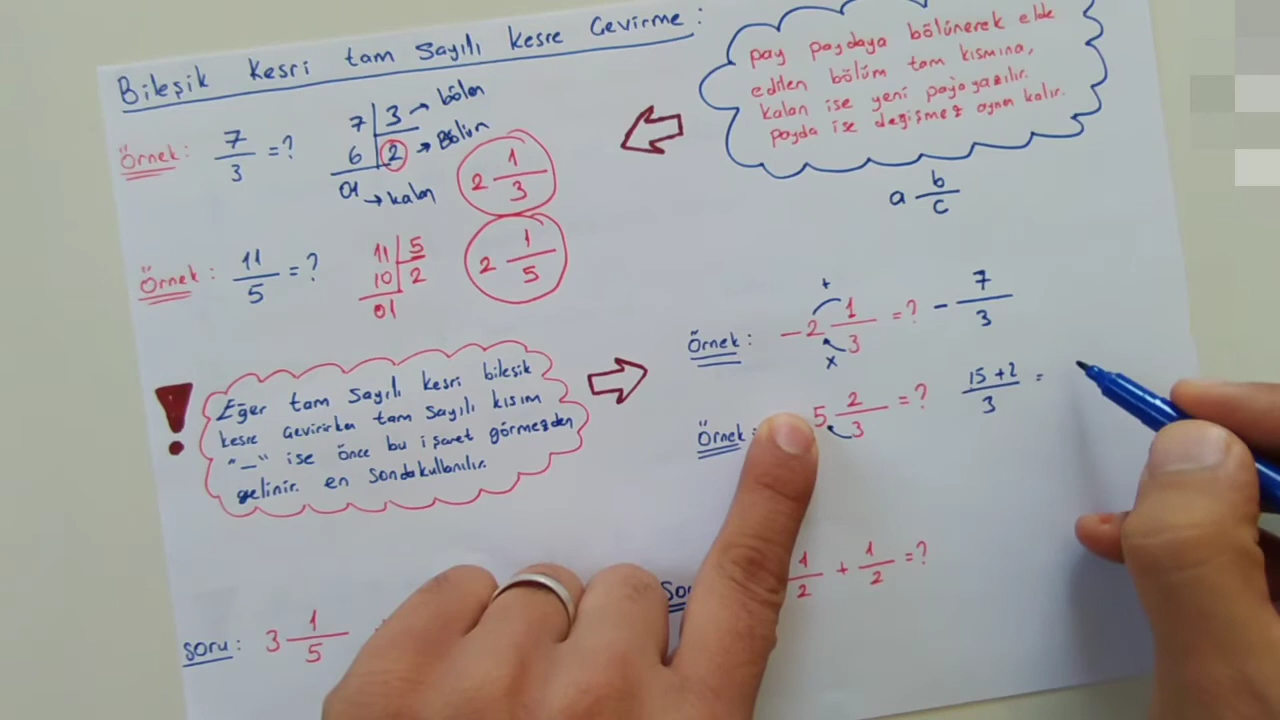 Bileşik kesri tam sayılı kesre çevirme:
pay paydaya bölünerek elde
edilen bölüm tam kısmına,
kalan ise yeni paya yazılır.
payda ise değişmez aynen kalır.
a b/c
Örnek: 7/3 =?
7 3 → bölen
6 2 → Bölüm
01 → kalan
2 1/3
Örnek: 11/5 = ?
11 5
10 2
01
2 1/5
! Eğer tam sayılı kesri bileşik
kesre çevirirken tam sayılı kısım
"_" ise önce bu işaret görmezden
gelinir. en sonda kullanılır.
Örnek: -2 1/3 =? - 7/3
+
x
Örnek: 5 2/3 = ? 15+2/3 =
soru: 3 1/5
So
1/2 + 1/2 = ?